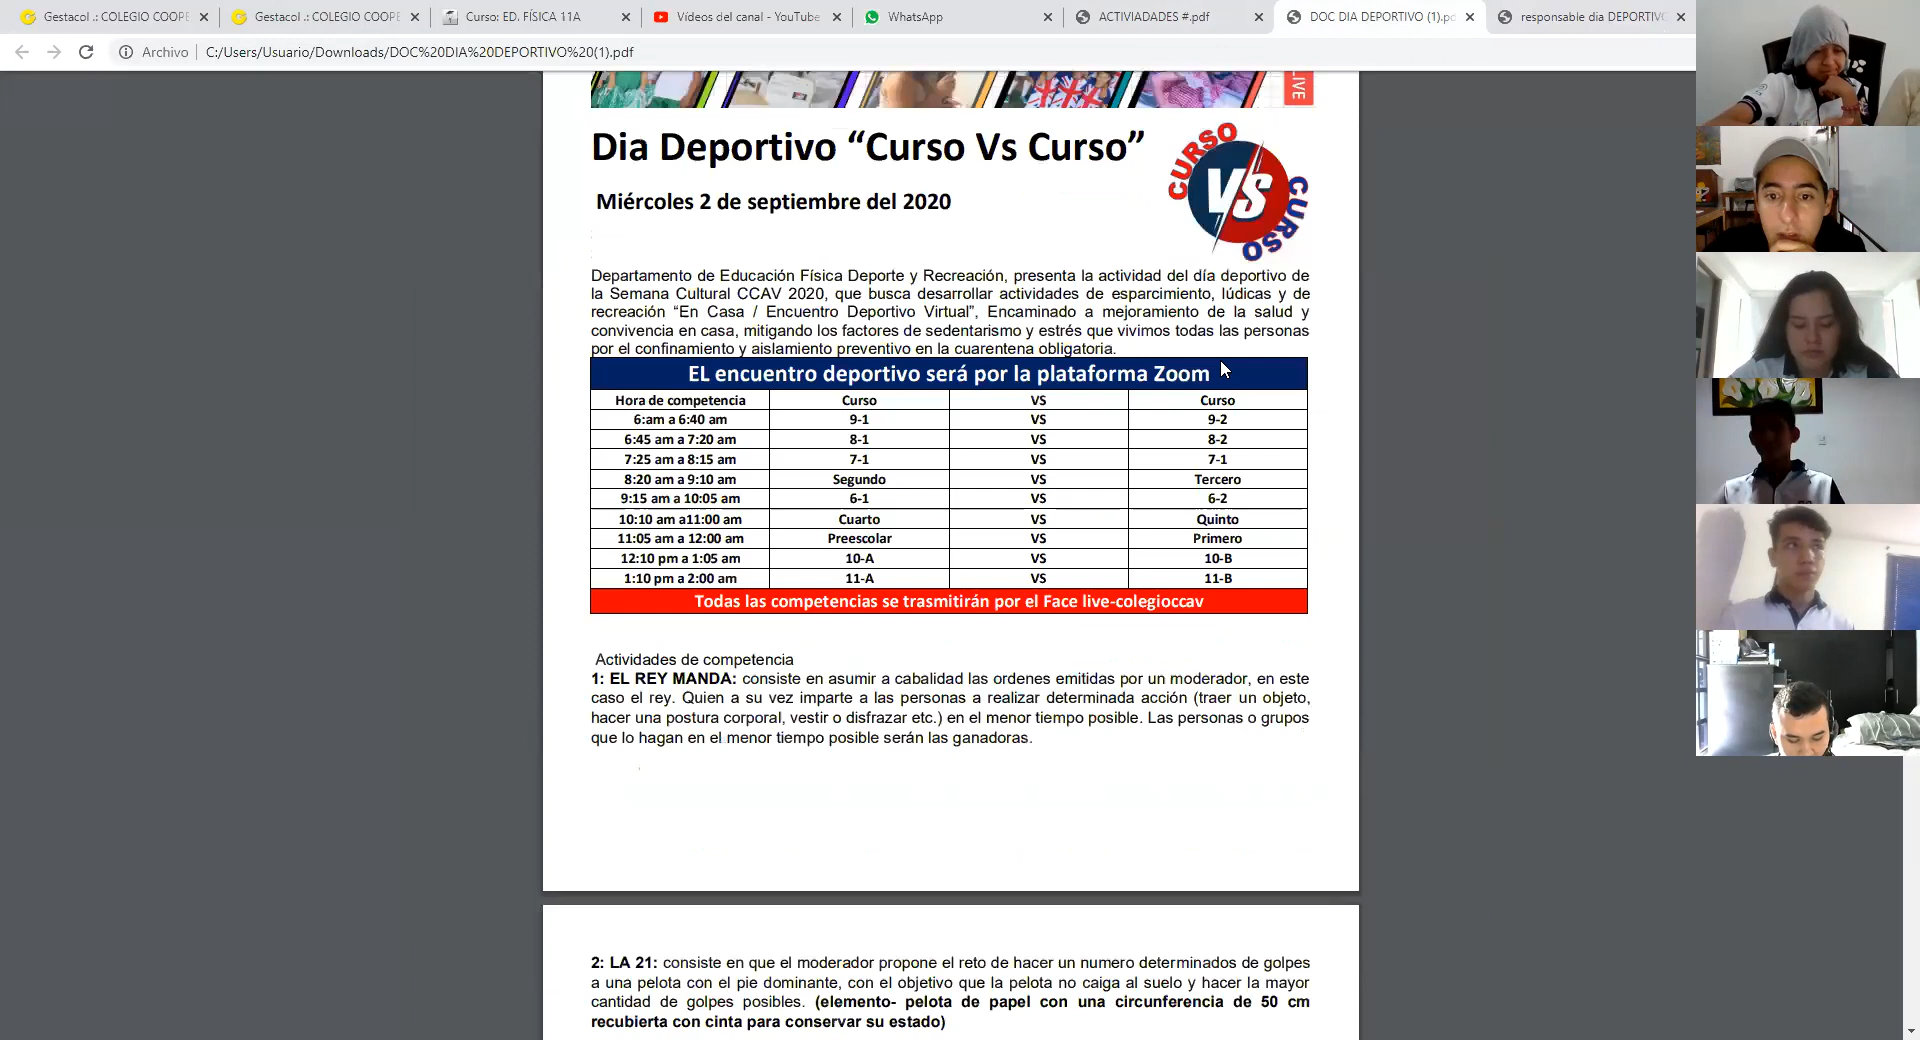 Gestacol .: COLEGIO COOPE
Gestacol .: COLEGIO COOPE
Curso: ED. FÍSICA 11A
Vídeos del canal - YouTube
WhatsApp
ACTIVIADADES #.pdf
DOC DIA DEPORTIVO (1).pd
responsable dia DEPORTIVO
Archivo
C:/Users/Usuario/Downloads/DOC%20DIA%20DEPORTIVO%20(1).pdf
LIVE
Dia Deportivo “Curso Vs Curso”
CURSO
VS
CURSO
Miércoles 2 de septiembre del 2020
Departamento de Educación Física Deporte y Recreación, presenta la actividad del día deportivo de
la Semana Cultural CCAV 2020, que busca desarrollar actividades de esparcimiento, lúdicas y de
recreación “En Casa / Encuentro Deportivo Virtual”, Encaminado a mejoramiento de la salud y
convivencia en casa, mitigando los factores de sedentarismo y estrés que vivimos todas las personas
por el confinamiento y aislamiento preventivo en la cuarentena obligatoria.
EL encuentro deportivo será por la plataforma Zoom
Hora de competencia Curso VS Curso
6:am a 6:40 am 9-1 VS 9-2
6:45 am a 7:20 am 8-1 VS 8-2
7:25 am a 8:15 am 7-1 VS 7-1
8:20 am a 9:10 am Segundo VS Tercero
9:15 am a 10:05 am 6-1 VS 6-2
10:10 am a11:00 am Cuarto VS Quinto
11:05 am a 12:00 am Preescolar VS Primero
12:10 pm a 1:05 am 10-A VS 10-B
1:10 pm a 2:00 am 11-A VS 11-B
Todas las competencias se trasmitirán por el Face live-colegioccav
Actividades de competencia
1: EL REY MANDA: consiste en asumir a cabalidad las ordenes emitidas por un moderador, en este
caso el rey. Quien a su vez imparte a las personas a realizar determinada acción (traer un objeto,
hacer una postura corporal, vestir o disfrazar etc.) en el menor tiempo posible. Las personas o grupos
que lo hagan en el menor tiempo posible serán las ganadoras.
2: LA 21: consiste en que el moderador propone el reto de hacer un numero determinados de golpes
a una pelota con el pie dominante, con el objetivo que la pelota no caiga al suelo y hacer la mayor
cantidad de golpes posibles. (elemento- pelota de papel con una circunferencia de 50 cm
recubierta con cinta para conservar su estado)